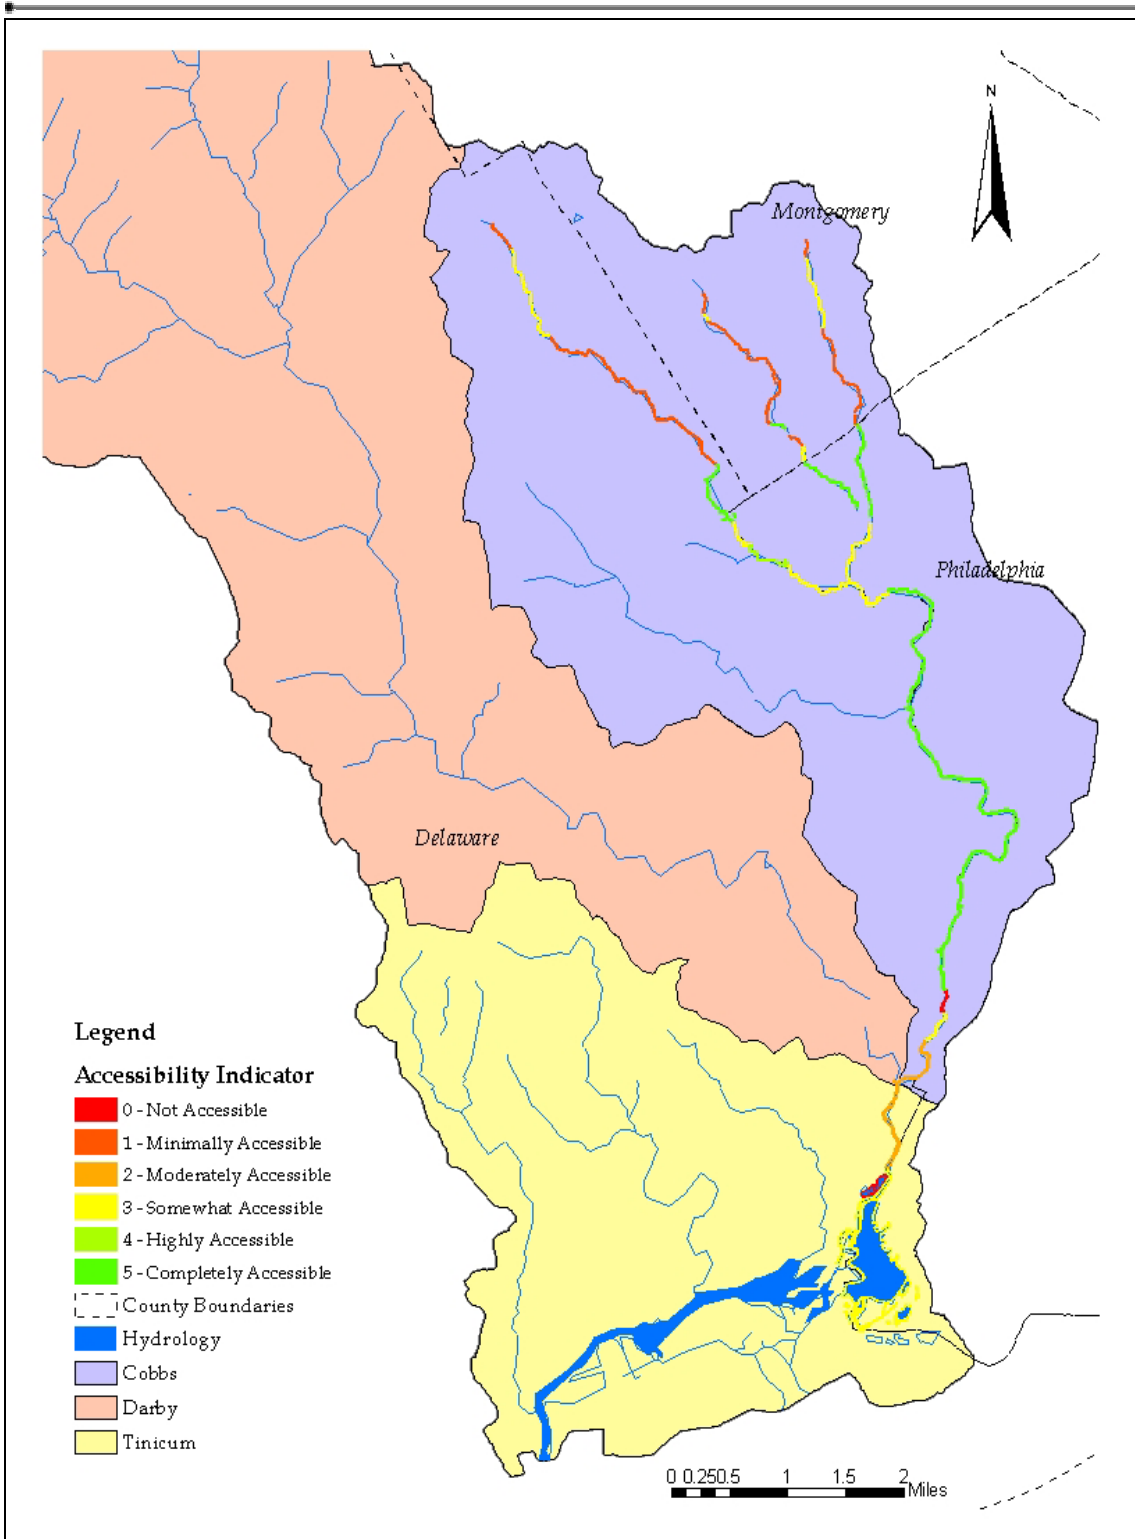 N
Montgomery
Philadelphia
Delaware
Legend
Accessibility Indicator
0 - Not Accessible
1 - Minimally Accessible
2 - Moderately Accessible
3 - Somewhat Accessible
4 - Highly Accessible
5 - Completely Accessible
County Boundaries
Hydrology
Cobbs
Darby
Tinicum
0 0.250.5 1 1.5 2
Miles